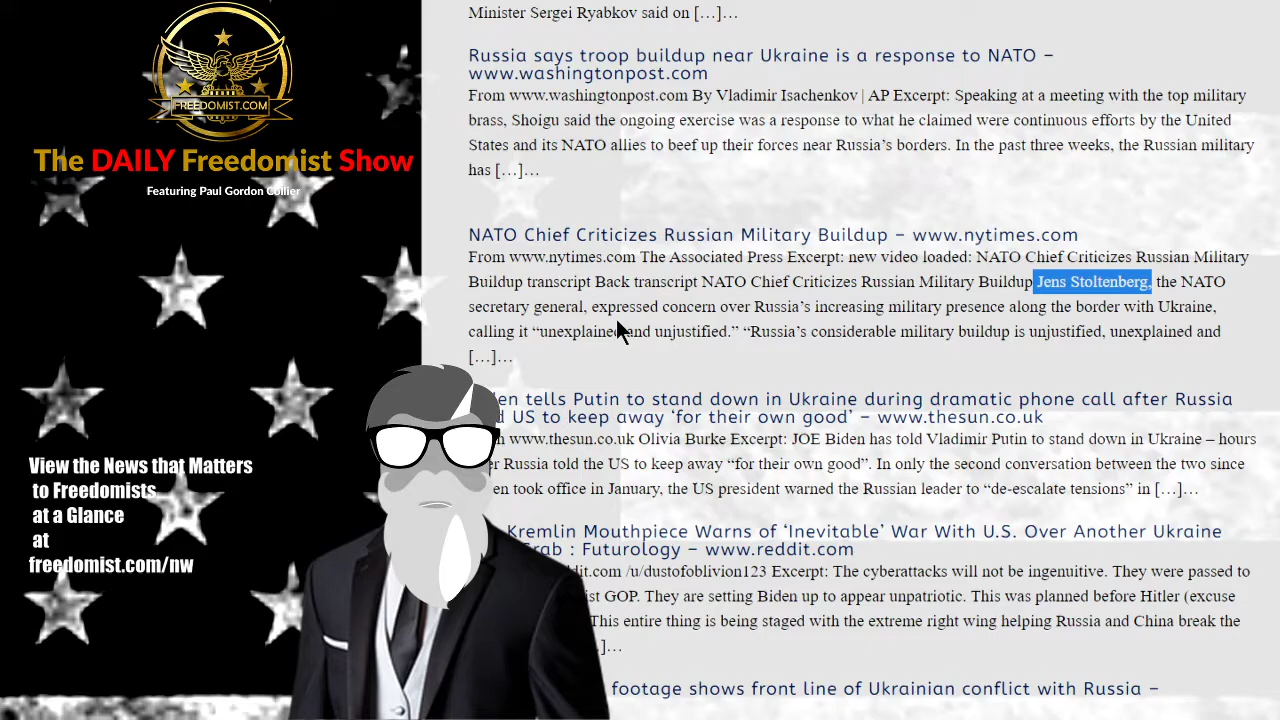 FREEDOMIST.COM
The DAILY Freedomist Show
Featuring Paul Gordon Collier
View the News that Matters
to Freedomists
at a Glance
at
freedomist.com/nw
Minister Sergei Ryabkov said on […]…
Russia says troop buildup near Ukraine is a response to NATO –
www.washingtonpost.com
From www.washingtonpost.com By Vladimir Isachenkov | AP Excerpt: Speaking at a meeting with the top military
brass, Shoigu said the ongoing exercise was a response to what he claimed were continuous efforts by the United
States and its NATO allies to beef up their forces near Russia’s borders. In the past three weeks, the Russian military
has […]…
NATO Chief Criticizes Russian Military Buildup – www.nytimes.com
From www.nytimes.com The Associated Press Excerpt: new video loaded: NATO Chief Criticizes Russian Military
Buildup transcript Back transcript NATO Chief Criticizes Russian Military Buildup Jens Stoltenberg, the NATO
secretary general, expressed concern over Russia’s increasing military presence along the border with Ukraine,
calling it “unexplained and unjustified.” “Russia’s considerable military buildup is unjustified, unexplained and
[…]…
tells Putin to stand down in Ukraine during dramatic phone call after Russia
US to keep away ‘for their own good’ – www.thesun.co.uk
www.thesun.co.uk Olivia Burke Excerpt: JOE Biden has told Vladimir Putin to stand down in Ukraine – hours
Russia told the US to keep away “for their own good”. In only the second conversation between the two since
took office in January, the US president warned the Russian leader to “de-escalate tensions” in […]…
Kremlin Mouthpiece Warns of ‘Inevitable’ War With U.S. Over Another Ukraine
: Futurology – www.reddit.com
/u/dustofoblivion123 Excerpt: The cyberattacks will not be ingenuitive. They were passed to
GOP. They are setting Biden up to appear unpatriotic. This was planned before Hitler (excuse
This entire thing is being staged with the extreme right wing helping Russia and China break the
]…
footage shows front line of Ukrainian conflict with Russia –